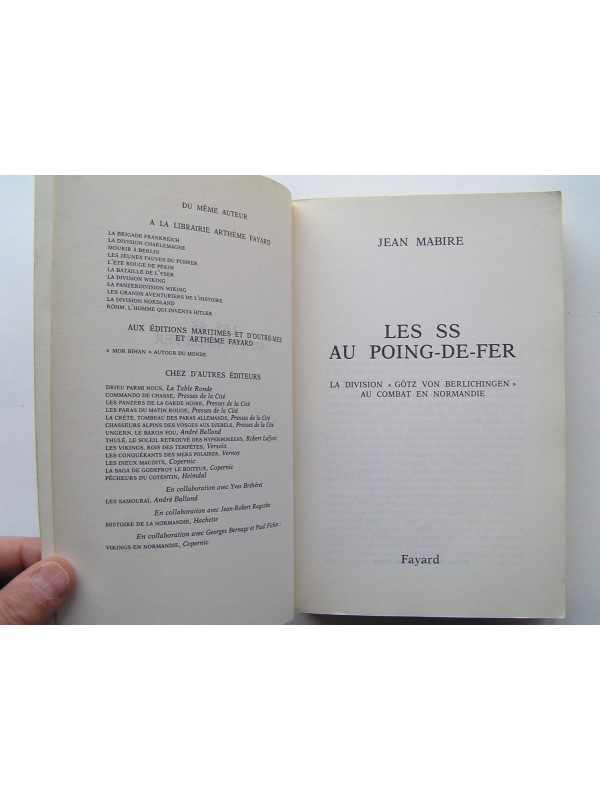 DU MÊME AUTEUR
A LA LIBRAIRIE ARTHÈME FAYARD
LA BRIGADE FRANKREICH
LA DIVISION CHARLEMAGNE
MOURIR A BERLIN
LES JEUNES FAUVES DU FÜHRER
L'ÉTÉ ROUGE DE PÉKIN
LA BATAILLE DE L'YSER
LA DIVISION WIKING
LA PANZERDIVISION WIKING
LES GRANDS AVENTURIERS DE L'HISTOIRE
LA DIVISION NORDLAND
RÖHM, L'HOMME QUI INVENTA HITLER
AUX ÉDITIONS MARITIMES ET D'OUTRE-MER
ET ARTHÈME FAYARD
« MOR BIHAN » AUTOUR DU MONDE
CHEZ D'AUTRES ÉDITEURS
DRIEU PARMI NOUS, La Table Ronde
COMMANDO DE CHASSE, Presses de la Cité
LES PANZERS DE LA GARDE NOIRE, Presses de la Cité
LES PARAS DU MATIN ROUGE, Presses de la Cité
LA CRÈTE, TOMBEAU DES PARAS ALLEMANDS, Presses de la Cité
CHASSEURS ALPINS DES VOSGES AUX DJEBELS, Presses de la Cité
UNGERN, LE BARON FOU, André Balland
THULÉ, LE SOLEIL RETROUVÉ DES HYPERBORÉENS, Robert Laffont
LES VIKINGS, ROIS DES TEMPÊTES, Versoix
LES CONQUÉRANTS DES MERS POLAIRES, Vernoy
LES DIEUX MAUDITS, Copernic
LA SAGA DE GODEFROY LE BOITEUX, Copernic
PÊCHEURS DU COTENTIN, Heimdal
En collaboration avec Yves Bréhéret
LES SAMOURAÏ, André Balland
En collaboration avec Jean-Robert Ragache
HISTOIRE DE LA NORMANDIE, Hachette
En collaboration avec Georges Bernage et Paul Fichet :
VIKINGS EN NORMANDIE, Copernic
JEAN MABIRE
LES SS
AU POING-DE-FER
LA DIVISION « GÖTZ VON BERLICHINGEN »
AU COMBAT EN NORMANDIE
Fayard